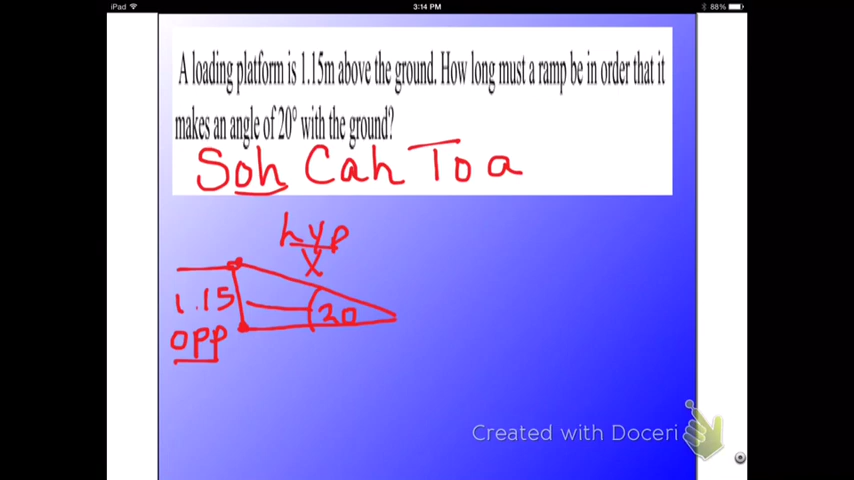 iPad 3:14 PM 88%
A loading platform is 1.15m above the ground. How long must a ramp be in order that it
makes an angle of 20° with the ground?
Soh Cah Toa
hyp
x
1.15
20
opp
Created with Doceri